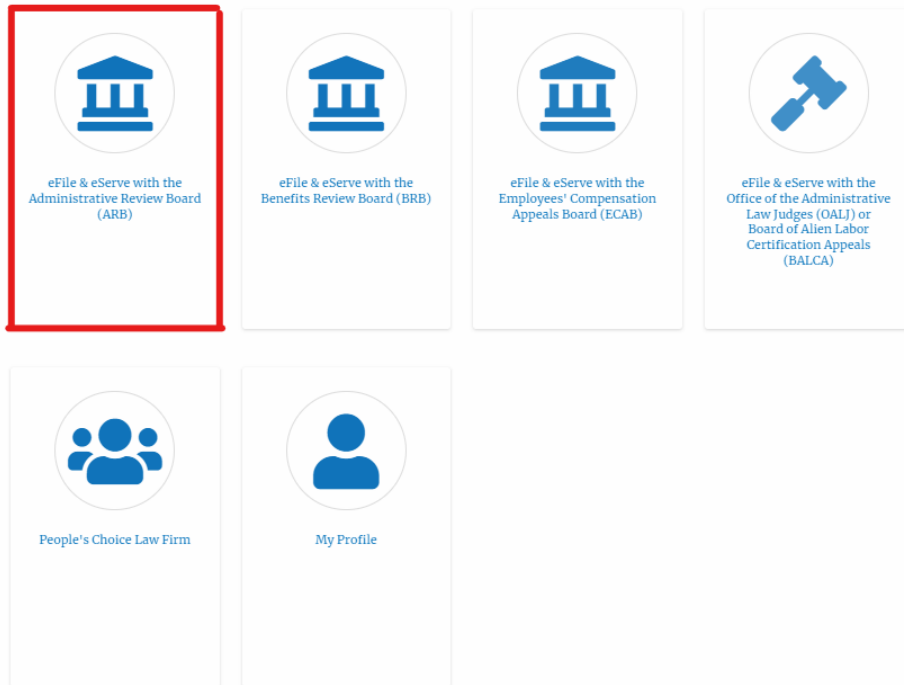 eFile & eServe with the
Administrative Review Board
(ARB)
eFile & eServe with the
Benefits Review Board (BRB)
eFile & eServe with the
Employees' Compensation
Appeals Board (ECAB)
eFile & eServe with the
Office of the Administrative
Law Judges (OALJ) or
Board of Alien Labor
Certification Appeals
(BALCA)
People's Choice Law Firm
My Profile